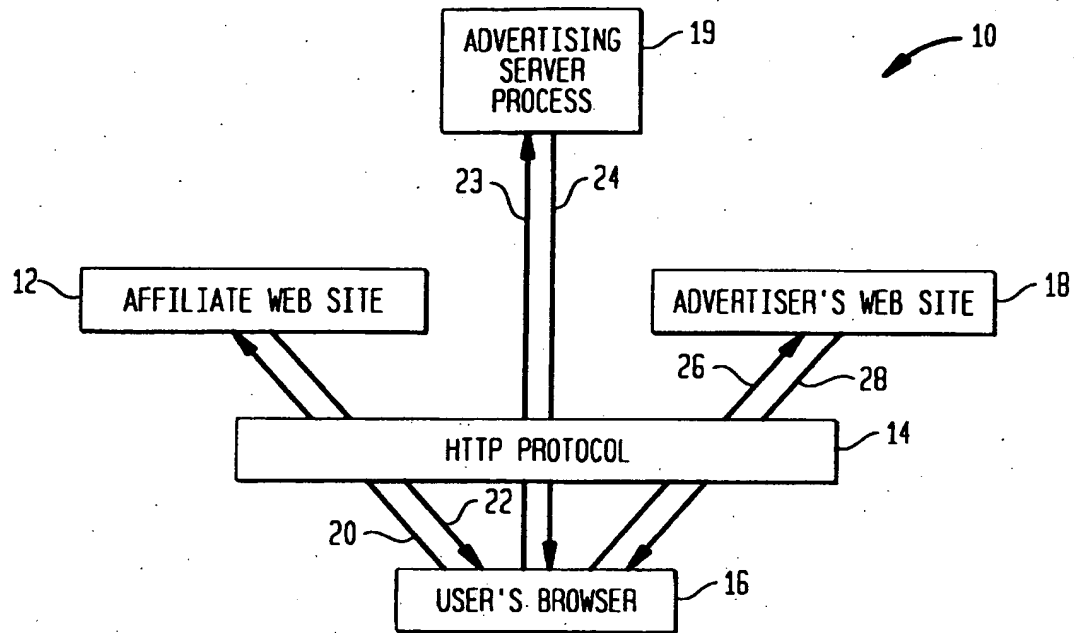 ADVERTISING
SERVER
PROCESS
19
10
23
24
12
AFFILIATE WEB SITE
ADVERTISER'S WEB SITE
18
26
28
HTTP PROTOCOL
14
20
22
USER'S BROWSER
16